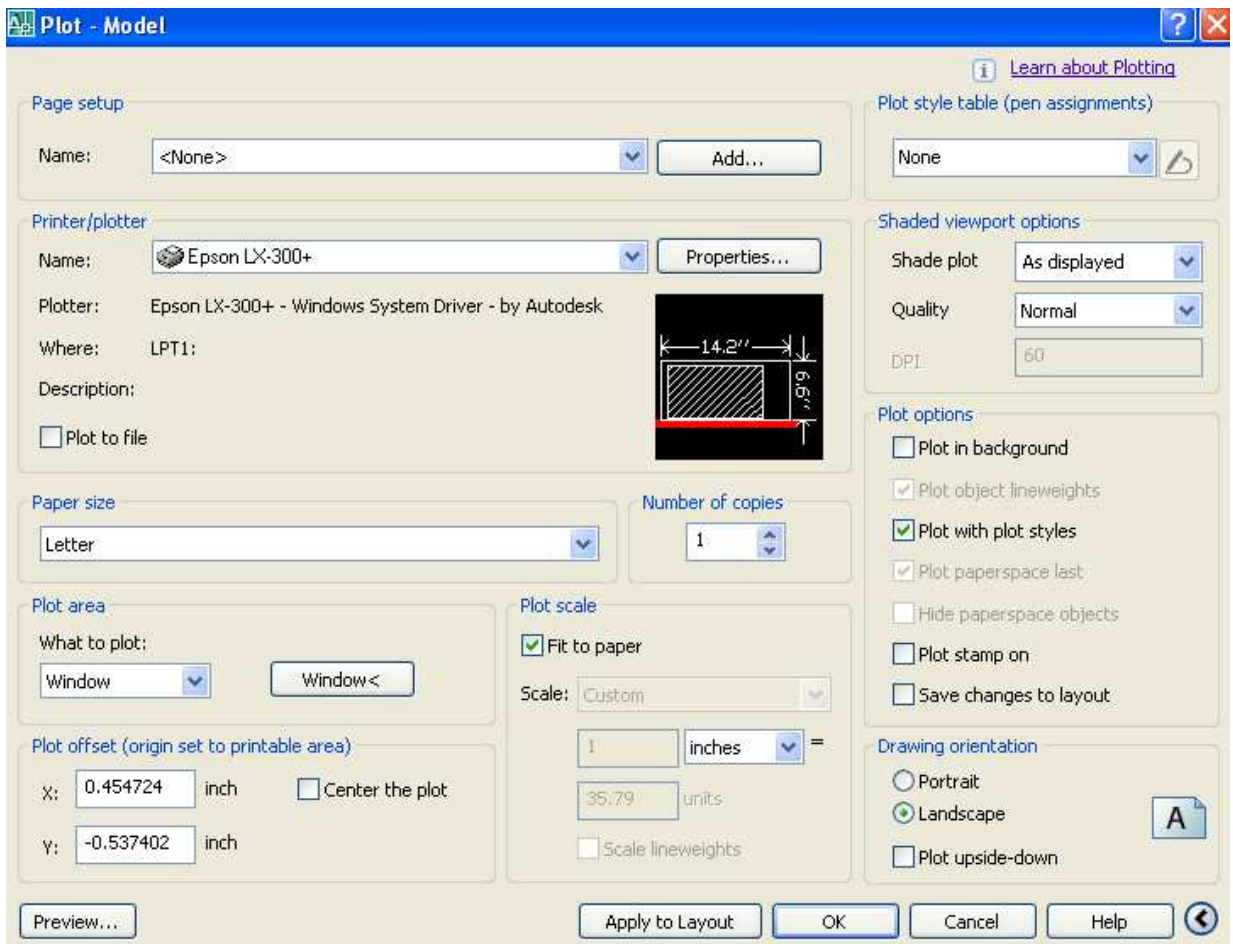 Plot - Model
Learn about Plotting
Page setup
Name: <None> Add...
Plot style table (pen assignments)
None
Printer/plotter
Name: Epson LX-300+ Properties...
Plotter: Epson LX-300+ - Windows System Driver - by Autodesk
Where: LPT1:
Description:
Plot to file
14.2''
6.6''
Shaded viewport options
Shade plot As displayed
Quality Normal
DPI 60
Paper size
Letter
Number of copies
1
Plot options
Plot in background
Plot object lineweights
Plot with plot styles
Plot paperspace last
Hide paperspace objects
Plot stamp on
Save changes to layout
Plot area
What to plot:
Window Window<
Plot scale
Fit to paper
Scale: Custom
1 inches =
35.79 units
Scale lineweights
Plot offset (origin set to printable area)
X: 0.454724 inch Center the plot
Y: -0.537402 inch
Drawing orientation
Portrait
Landscape
A
Plot upside-down
Preview... Apply to Layout OK Cancel Help